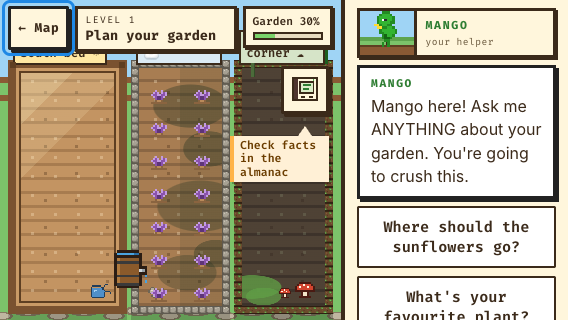 ← Map
LEVEL 1
Plan your garden
Garden 30%
corner
Check facts
in the
almanac
MANGO
your helper
MANGO
Mango here! Ask me
ANYTHING about your
garden. You're going
to crush this.
Where should the
sunflowers go?
What's your
favourite plant?